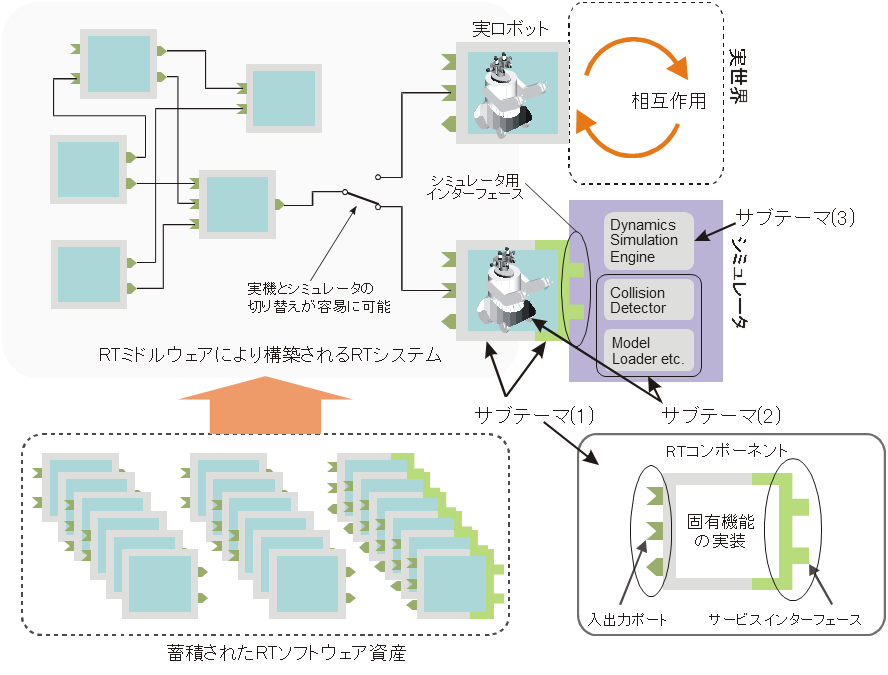 実ロボット
相互作用
実世界
シミュレータ用
インターフェース
Dynamics
Simulation
Engine
Collision
Detector
Model
Loader etc.
シミュレータ
サブテーマ(3)
実機とシミュレータの
切り替えが容易に可能
RTミドルウェアにより構築されるRTシステム
サブテーマ(1)
サブテーマ(2)
RTコンポーネント
固有機能
の実装
入出力ポート
サービスインターフェース
蓄積されたRTソフトウェア資産